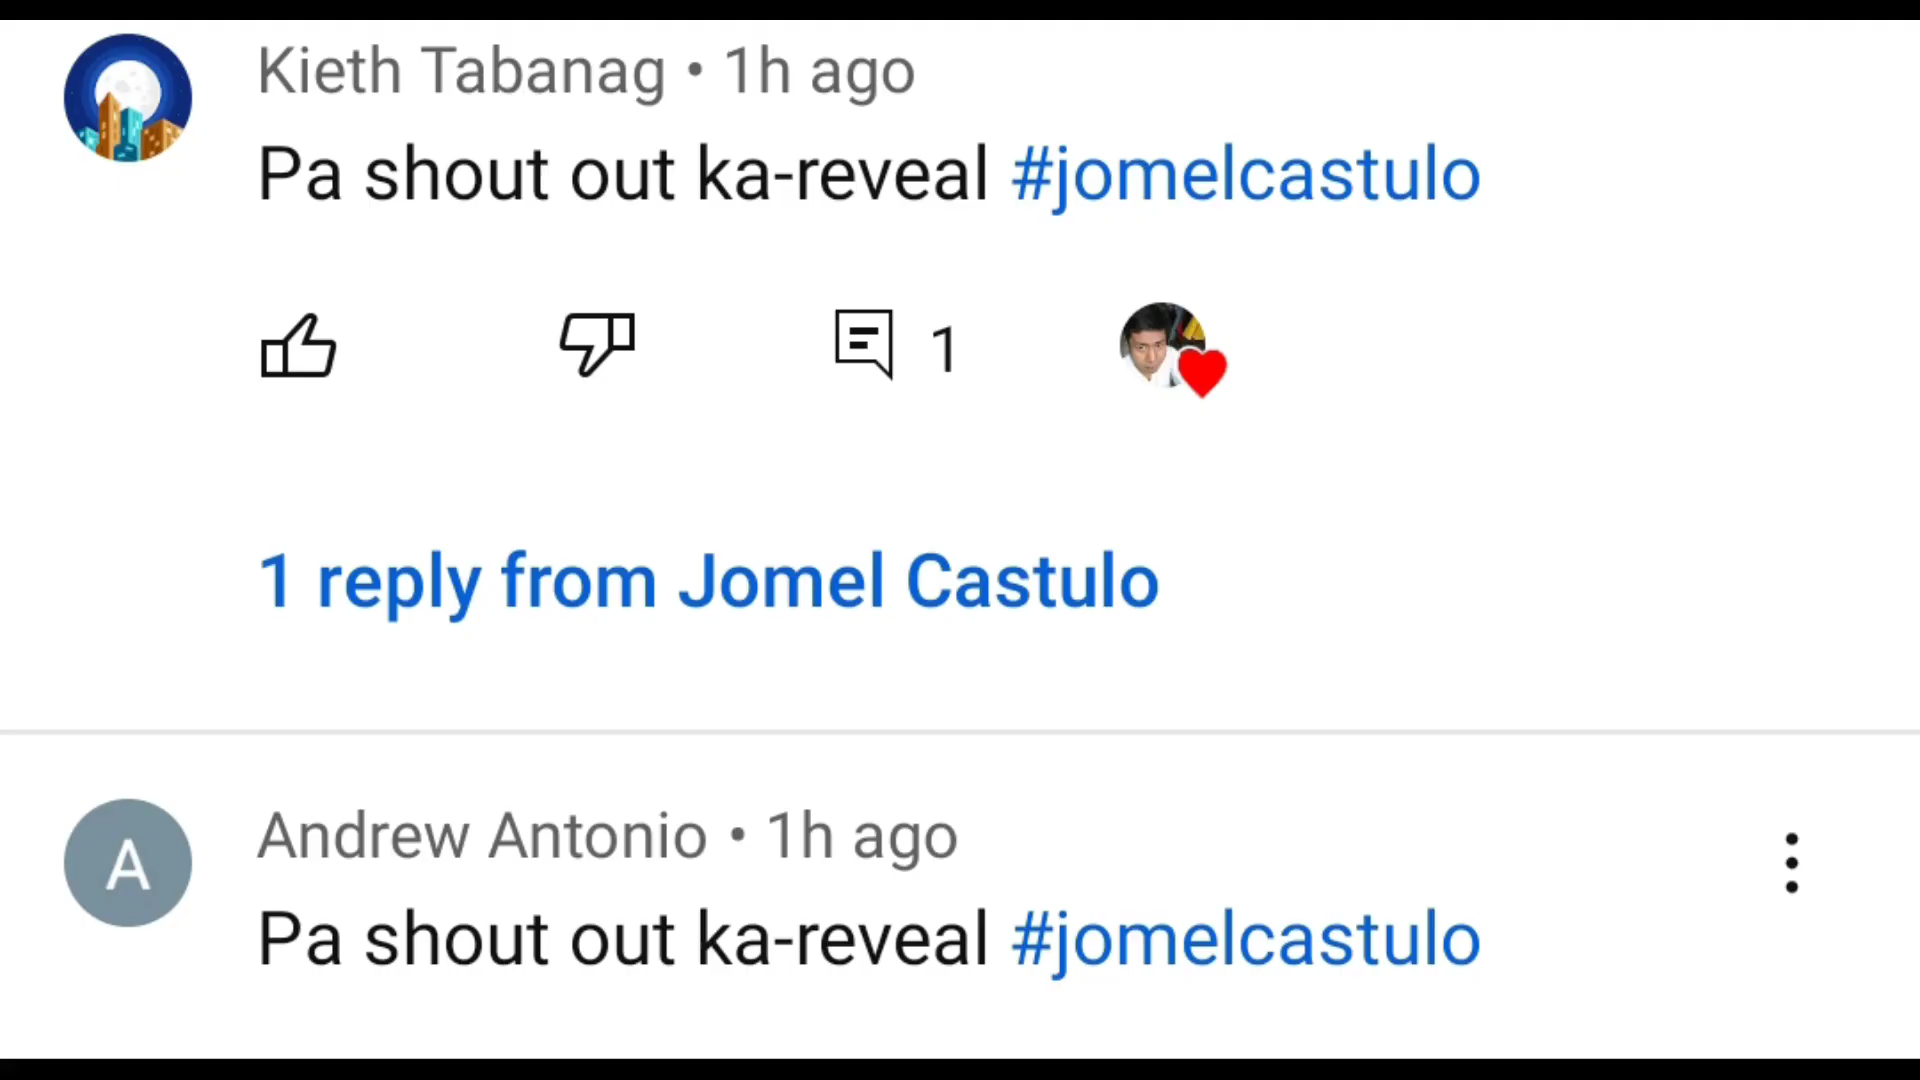 Kieth Tabanag • 1h ago
Pa shout out ka-reveal #jomelcastulo
1
1 reply from Jomel Castulo
A
Andrew Antonio • 1h ago
Pa shout out ka-reveal #jomelcastulo